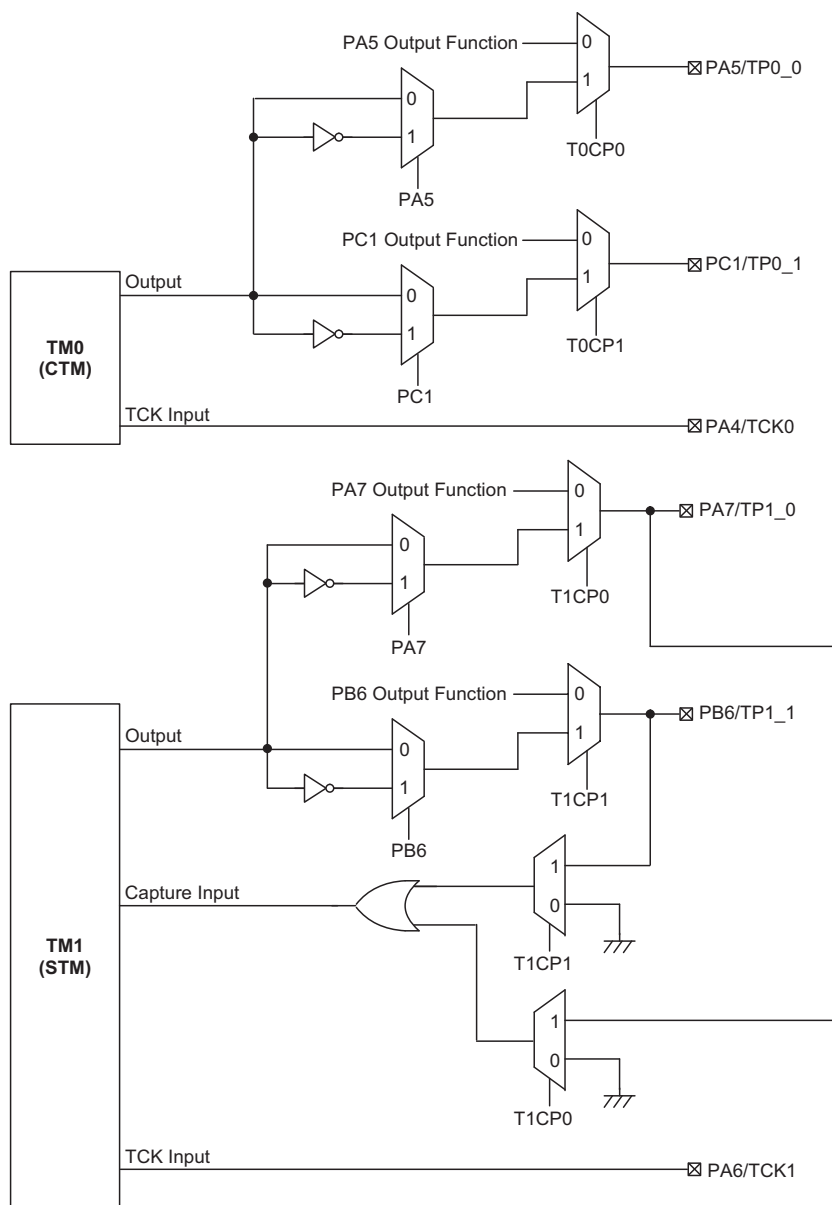 PA5 Output Function
0
PA5/TP0_0
1
0
1
T0CP0
PA5
PC1 Output Function
0
1
PC1/TP0_1
Output
0
1
T0CP1
TM0
(CTM)
PC1
TCK Input
PA4/TCK0
PA7 Output Function
0
PA7/TP1_0
1
0
1
T1CP0
PA7
PB6 Output Function
0
PB6/TP1_1
Output
1
0
1
T1CP1
PB6
1
Capture Input
0
TM1
(STM)
T1CP1
1
0
T1CP0
TCK Input
PA6/TCK1